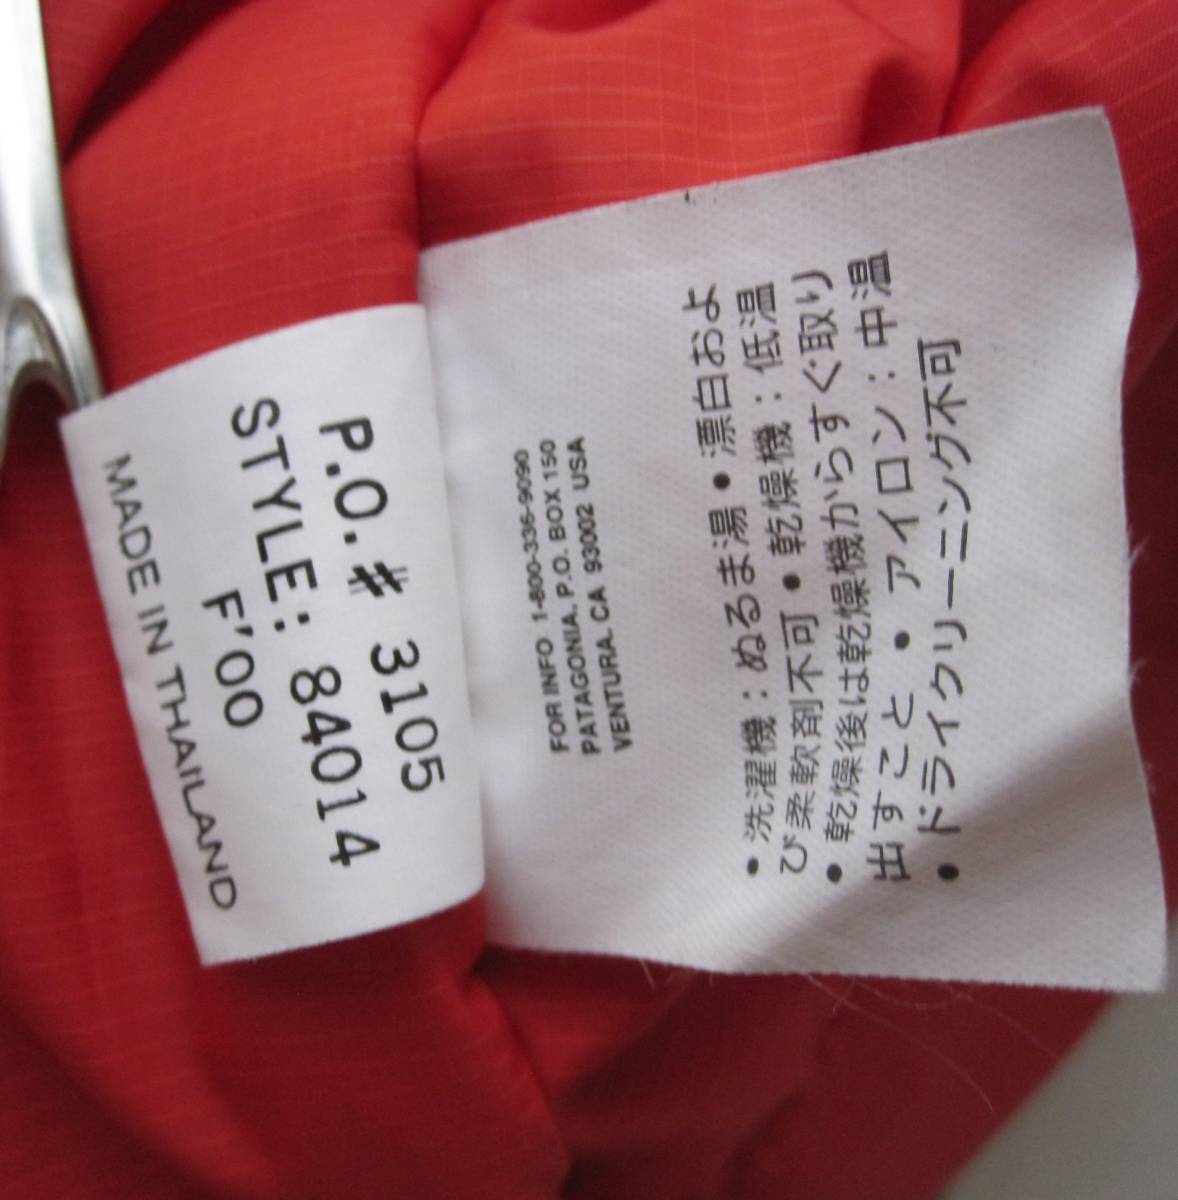 P.O.# 3105
STYLE: 84014
F'00
MADE IN THAILAND
FOR INFO 1-800-336-9090
PATAGONIA, P.O. BOX 150
VENTURA, CA 93002 USA
•洗濯機：ぬるま湯•漂白およ
び柔軟剤不可•乾燥機：低温
•乾燥後は乾燥機からすぐ取り
出すこと•アイロン：中温
•ドライクリーニング不可